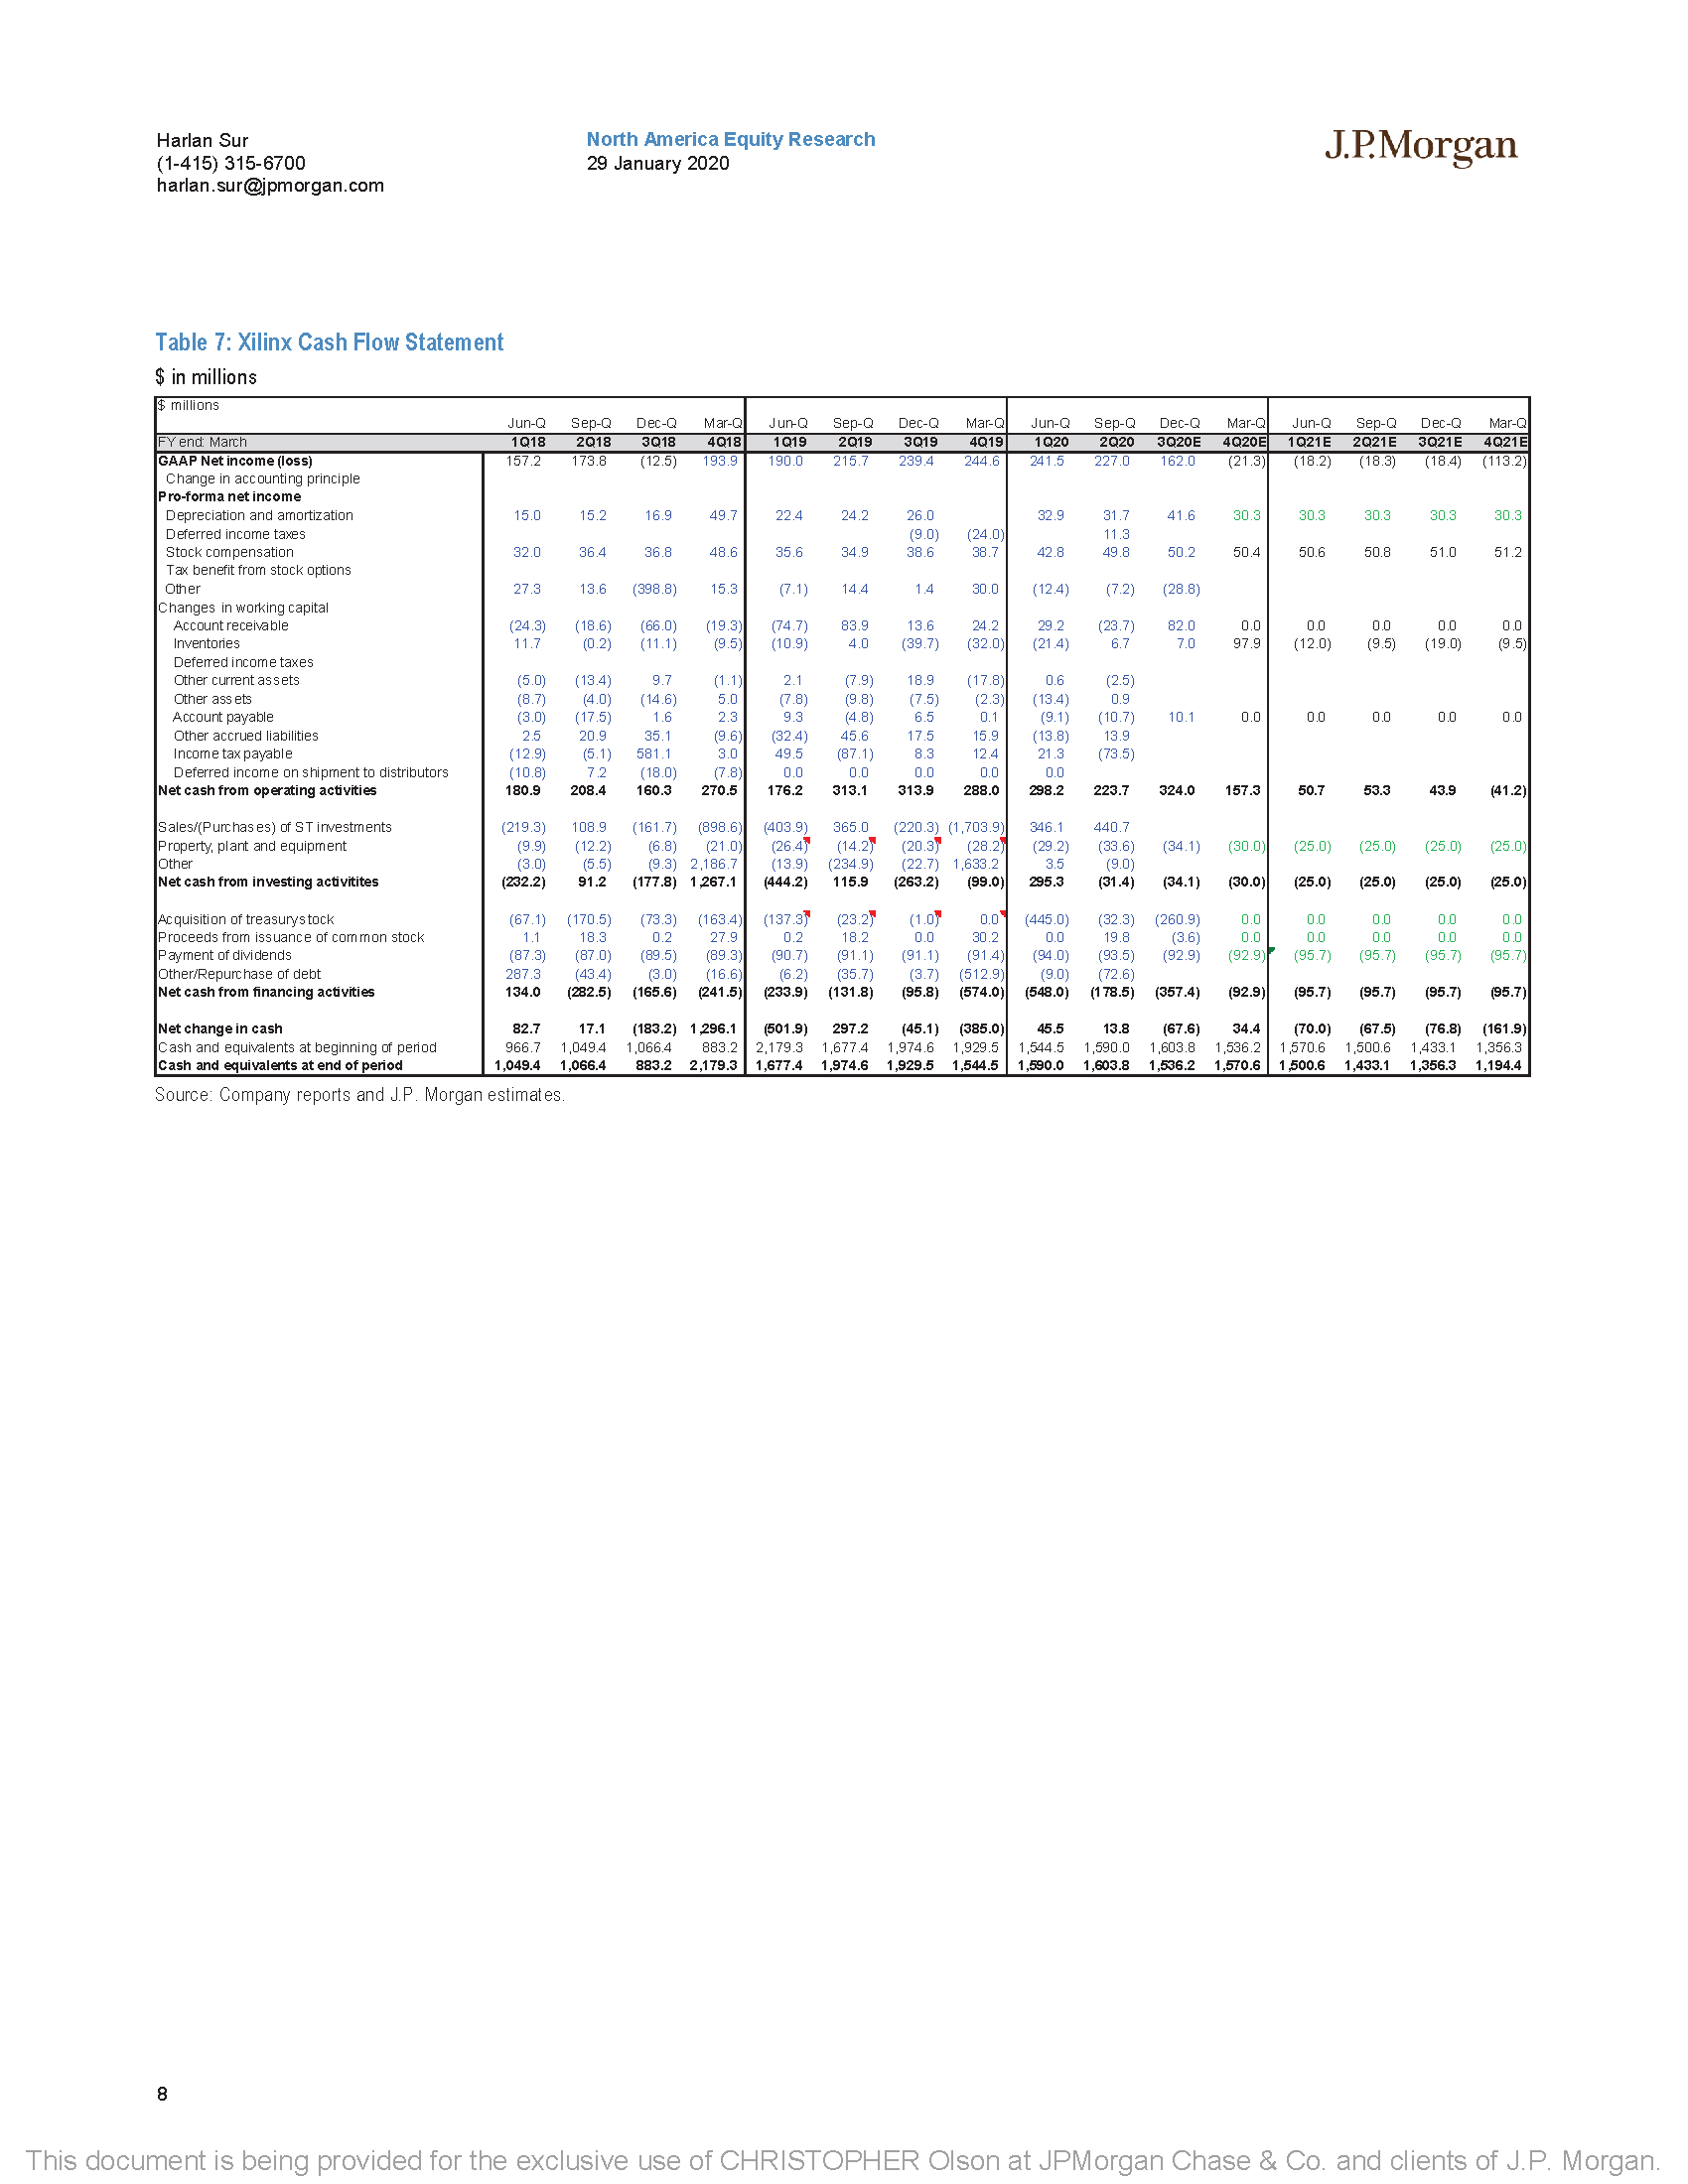 Harlan Sur
(1-415) 315-6700
harlan.sur@jpmorgan.com
North America Equity Research
29 January 2020
J.P.Morgan
Table 7: Xilinx Cash Flow Statement
$ in millions
$ millions
Jun-Q Sep-Q Dec-Q Mar-Q Jun-Q Sep-Q Dec-Q Mar-Q Jun-Q Sep-Q Dec-Q Mar-Q Jun-Q Sep-Q Dec-Q Mar-Q
FY end: March 1Q18 2Q18 3Q18 4Q18 1Q19 2Q19 3Q19 4Q19 1Q20 2Q20 3Q20E 4Q20E 1Q21E 2Q21E 3Q21E 4Q21E
GAAP Net income (loss) 157.2 173.8 (12.5) 193.9 190.0 215.7 239.4 244.6 241.5 227.0 162.0 (21.3) (18.2) (18.3) (18.4) (113.2)
Change in accounting principle
Pro-forma net income
Depreciation and amortization 15.0 15.2 16.9 49.7 22.4 24.2 26.0 32.9 31.7 41.6 30.3 30.3 30.3 30.3 30.3
Deferred income taxes (9.0) (24.0) 11.3
Stock compensation 32.0 36.4 36.8 48.6 35.6 34.9 38.6 38.7 42.8 49.8 50.2 50.4 50.6 50.8 51.0 51.2
Tax benefit from stock options
Other 27.3 13.6 (398.8) 15.3 (7.1) 14.4 1.4 30.0 (12.4) (7.2) (28.8)
Changes in working capital
Account receivable (24.3) (18.6) (66.0) (19.3) (74.7) 83.9 13.6 24.2 29.2 (23.7) 82.0 0.0 0.0 0.0 0.0 0.0
Inventories 11.7 (0.2) (11.1) (9.5) (10.9) 4.0 (39.7) (32.0) (21.4) 6.7 7.0 97.9 (12.0) (9.5) (19.0) (9.5)
Deferred income taxes
Other current assets (5.0) (13.4) 9.7 (1.1) 2.1 (7.9) 18.9 (17.8) 0.6 (2.5)
Other assets (8.7) (4.0) (14.6) 5.0 (7.8) (9.8) (7.5) (2.3) (13.4) 0.9
Account payable (3.0) (17.5) 1.6 2.3 9.3 (4.8) 6.5 0.1 (9.1) (10.7) 10.1 0.0 0.0 0.0 0.0 0.0
Other accrued liabilities 2.5 20.9 35.1 (9.6) (32.4) 45.6 17.5 15.9 (13.8) 13.9
Income tax payable (12.9) (5.1) 581.1 3.0 49.5 (87.1) 8.3 12.4 21.3 (73.5)
Deferred income on shipment to distributors (10.8) 7.2 (18.0) (7.8) 0.0 0.0 0.0 0.0 0.0
Net cash from operating activities 180.9 208.4 160.3 270.5 176.2 313.1 313.9 288.0 298.2 223.7 324.0 157.3 50.7 53.3 43.9 (41.2)
Sales/(Purchases) of ST investments (219.3) 108.9 (161.7) (898.6) (403.9) 365.0 (220.3) (1,703.9) 346.1 440.7
Property, plant and equipment (9.9) (12.2) (6.8) (21.0) (26.4) (14.2) (20.3) (28.2) (29.2) (33.6) (34.1) (30.0) (25.0) (25.0) (25.0) (25.0)
Other (3.0) (5.5) (9.3) 2,186.7 (13.9) (234.9) (22.7) 1,633.2 3.5 (9.0)
Net cash from investing activitites (232.2) 91.2 (177.8) 1,267.1 (444.2) 115.9 (263.2) (99.0) 295.3 (31.4) (34.1) (30.0) (25.0) (25.0) (25.0) (25.0)
Acquisition of treasury stock (67.1) (170.5) (73.3) (163.4) (137.3) (23.2) (1.0) 0.0 (445.0) (32.3) (260.9) 0.0 0.0 0.0 0.0 0.0
Proceeds from issuance of common stock 1.1 18.3 0.2 27.9 0.2 18.2 0.0 30.2 0.0 19.8 (3.6) 0.0 0.0 0.0 0.0 0.0
Payment of dividends (87.3) (87.0) (89.5) (89.3) (90.7) (91.1) (91.1) (91.4) (94.0) (93.5) (92.9) (92.9) (95.7) (95.7) (95.7) (95.7)
Other/Repurchase of debt 287.3 (43.4) (3.0) (16.6) (6.2) (35.7) (3.7) (512.9) (9.0) (72.6)
Net cash from financing activities 134.0 (282.5) (165.6) (241.5) (233.9) (131.8) (95.8) (574.0) (548.0) (178.5) (357.4) (92.9) (95.7) (95.7) (95.7) (95.7)
Net change in cash 82.7 17.1 (183.2) 1,296.1 (501.9) 297.2 (45.1) (385.0) 45.5 13.8 (67.6) 34.4 (70.0) (67.5) (76.8) (161.9)
Cash and equivalents at beginning of period 966.7 1,049.4 1,066.4 883.2 2,179.3 1,677.4 1,974.6 1,929.5 1,544.5 1,590.0 1,603.8 1,536.2 1,570.6 1,500.6 1,433.1 1,356.3
Cash and equivalents at end of period 1,049.4 1,066.4 883.2 2,179.3 1,677.4 1,974.6 1,929.5 1,544.5 1,590.0 1,603.8 1,536.2 1,570.6 1,500.6 1,433.1 1,356.3 1,194.4
Source: Company reports and J.P. Morgan estimates.
8
This document is being provided for the exclusive use of CHRISTOPHER Olson at JPMorgan Chase & Co. and clients of J.P. Morgan.